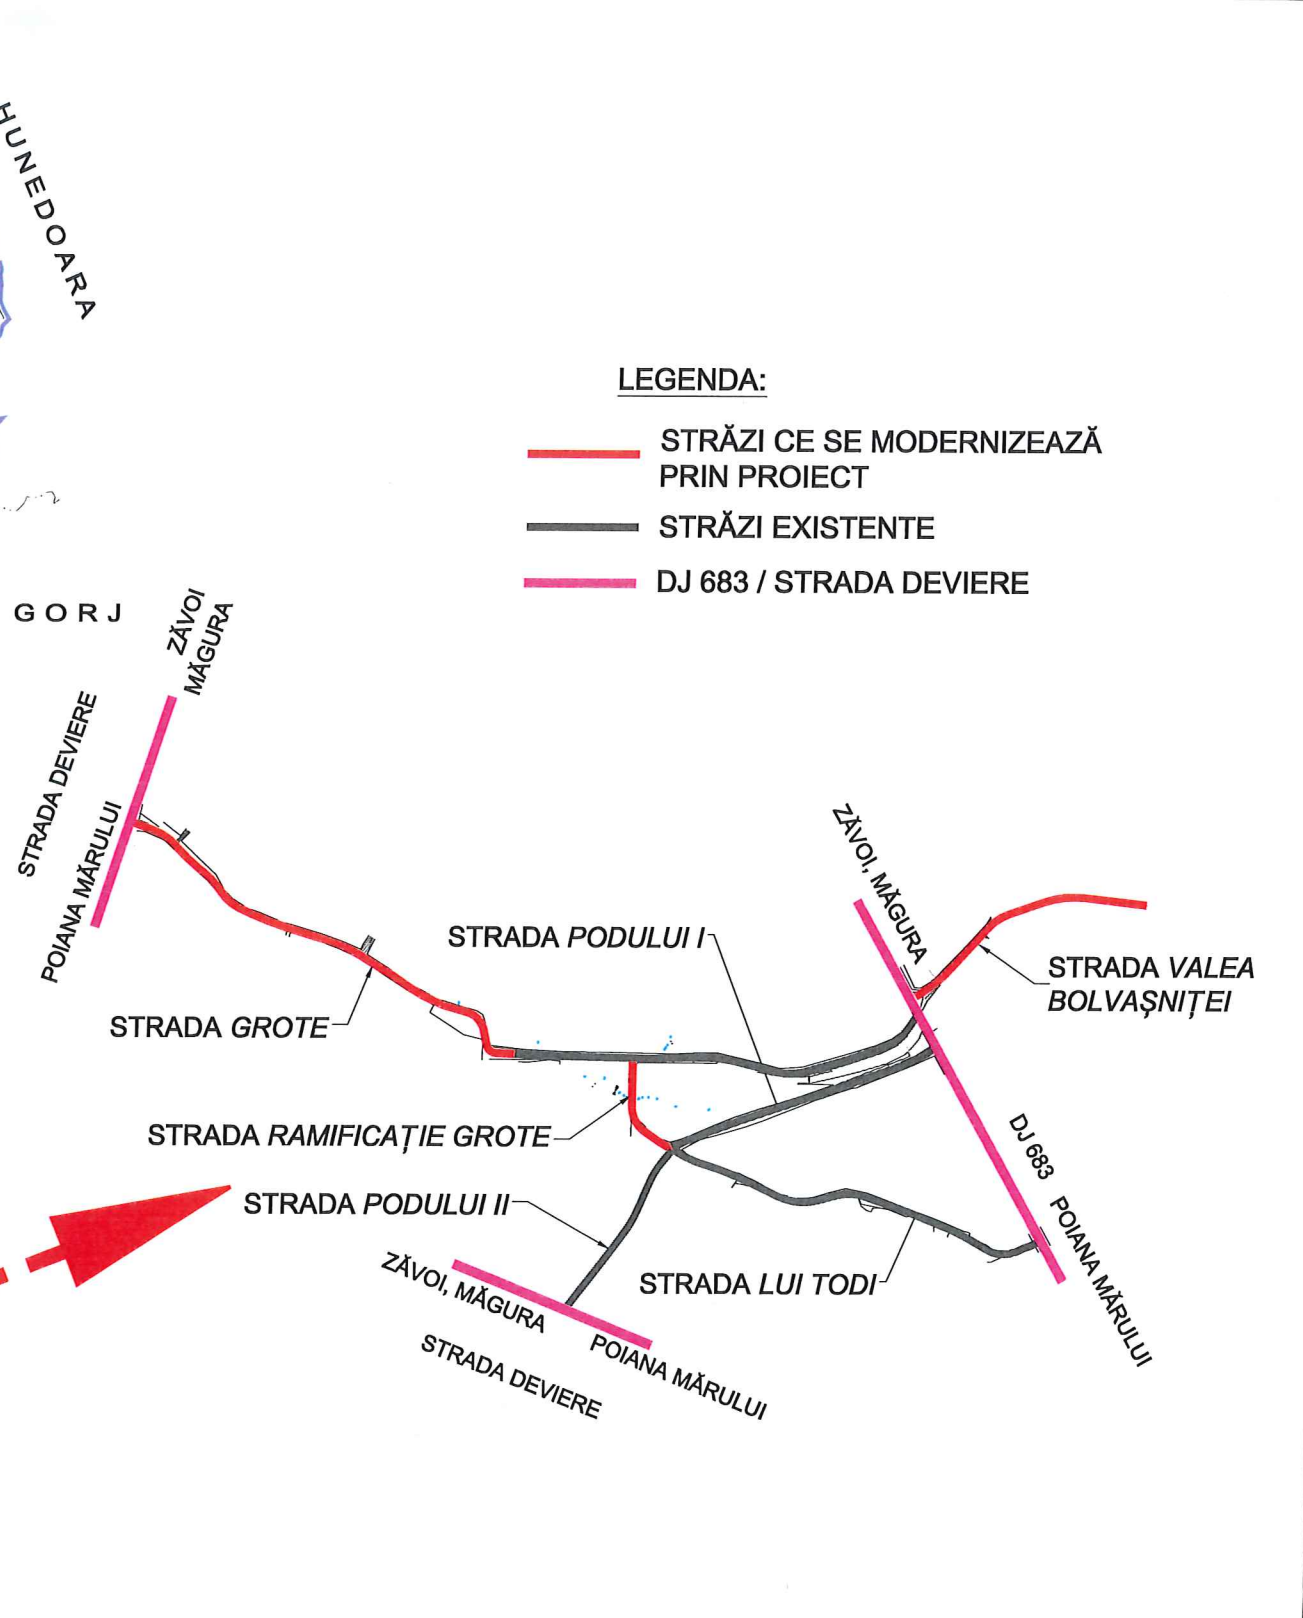 HUNEDOARA
LEGENDA:
STRĂZI CE SE MODERNIZEAZĂ
PRIN PROIECT
STRĂZI EXISTENTE
DJ 683 / STRADA DEVIERE
GORJ
ZĂVOI
MĂGURA
STRADA DEVIERE
POIANA MĂRULUI
ZĂVOI, MĂGURA
STRADA PODULUI I
STRADA VALEA
BOLVAȘNIȚEI
STRADA GROTE
STRADA RAMIFICAȚIE GROTE
DJ 683
POIANA MĂRULUI
STRADA PODULUI II
ZĂVOI, MĂGURA
STRADA LUI TODI
POIANA MĂRULUI
STRADA DEVIERE